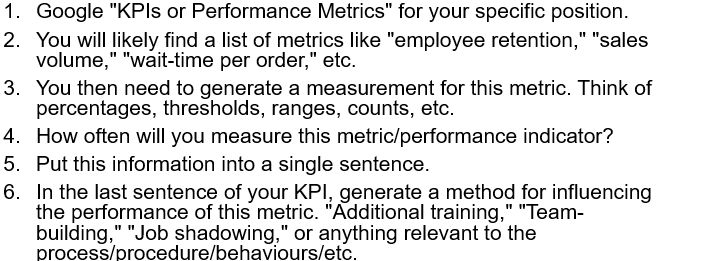 1. Google "KPIs or Performance Metrics" for your specific position.
2. You will likely find a list of metrics like "employee retention," "sales
volume," "wait-time per order," etc.
3. You then need to generate a measurement for this metric. Think of
percentages, thresholds, ranges, counts, etc.
4. How often will you measure this metric/performance indicator?
5. Put this information into a single sentence.
6. In the last sentence of your KPI, generate a method for influencing
the performance of this metric. "Additional training," "Team-
building," "Job shadowing," or anything relevant to the
process/procedure/behaviours/etc.